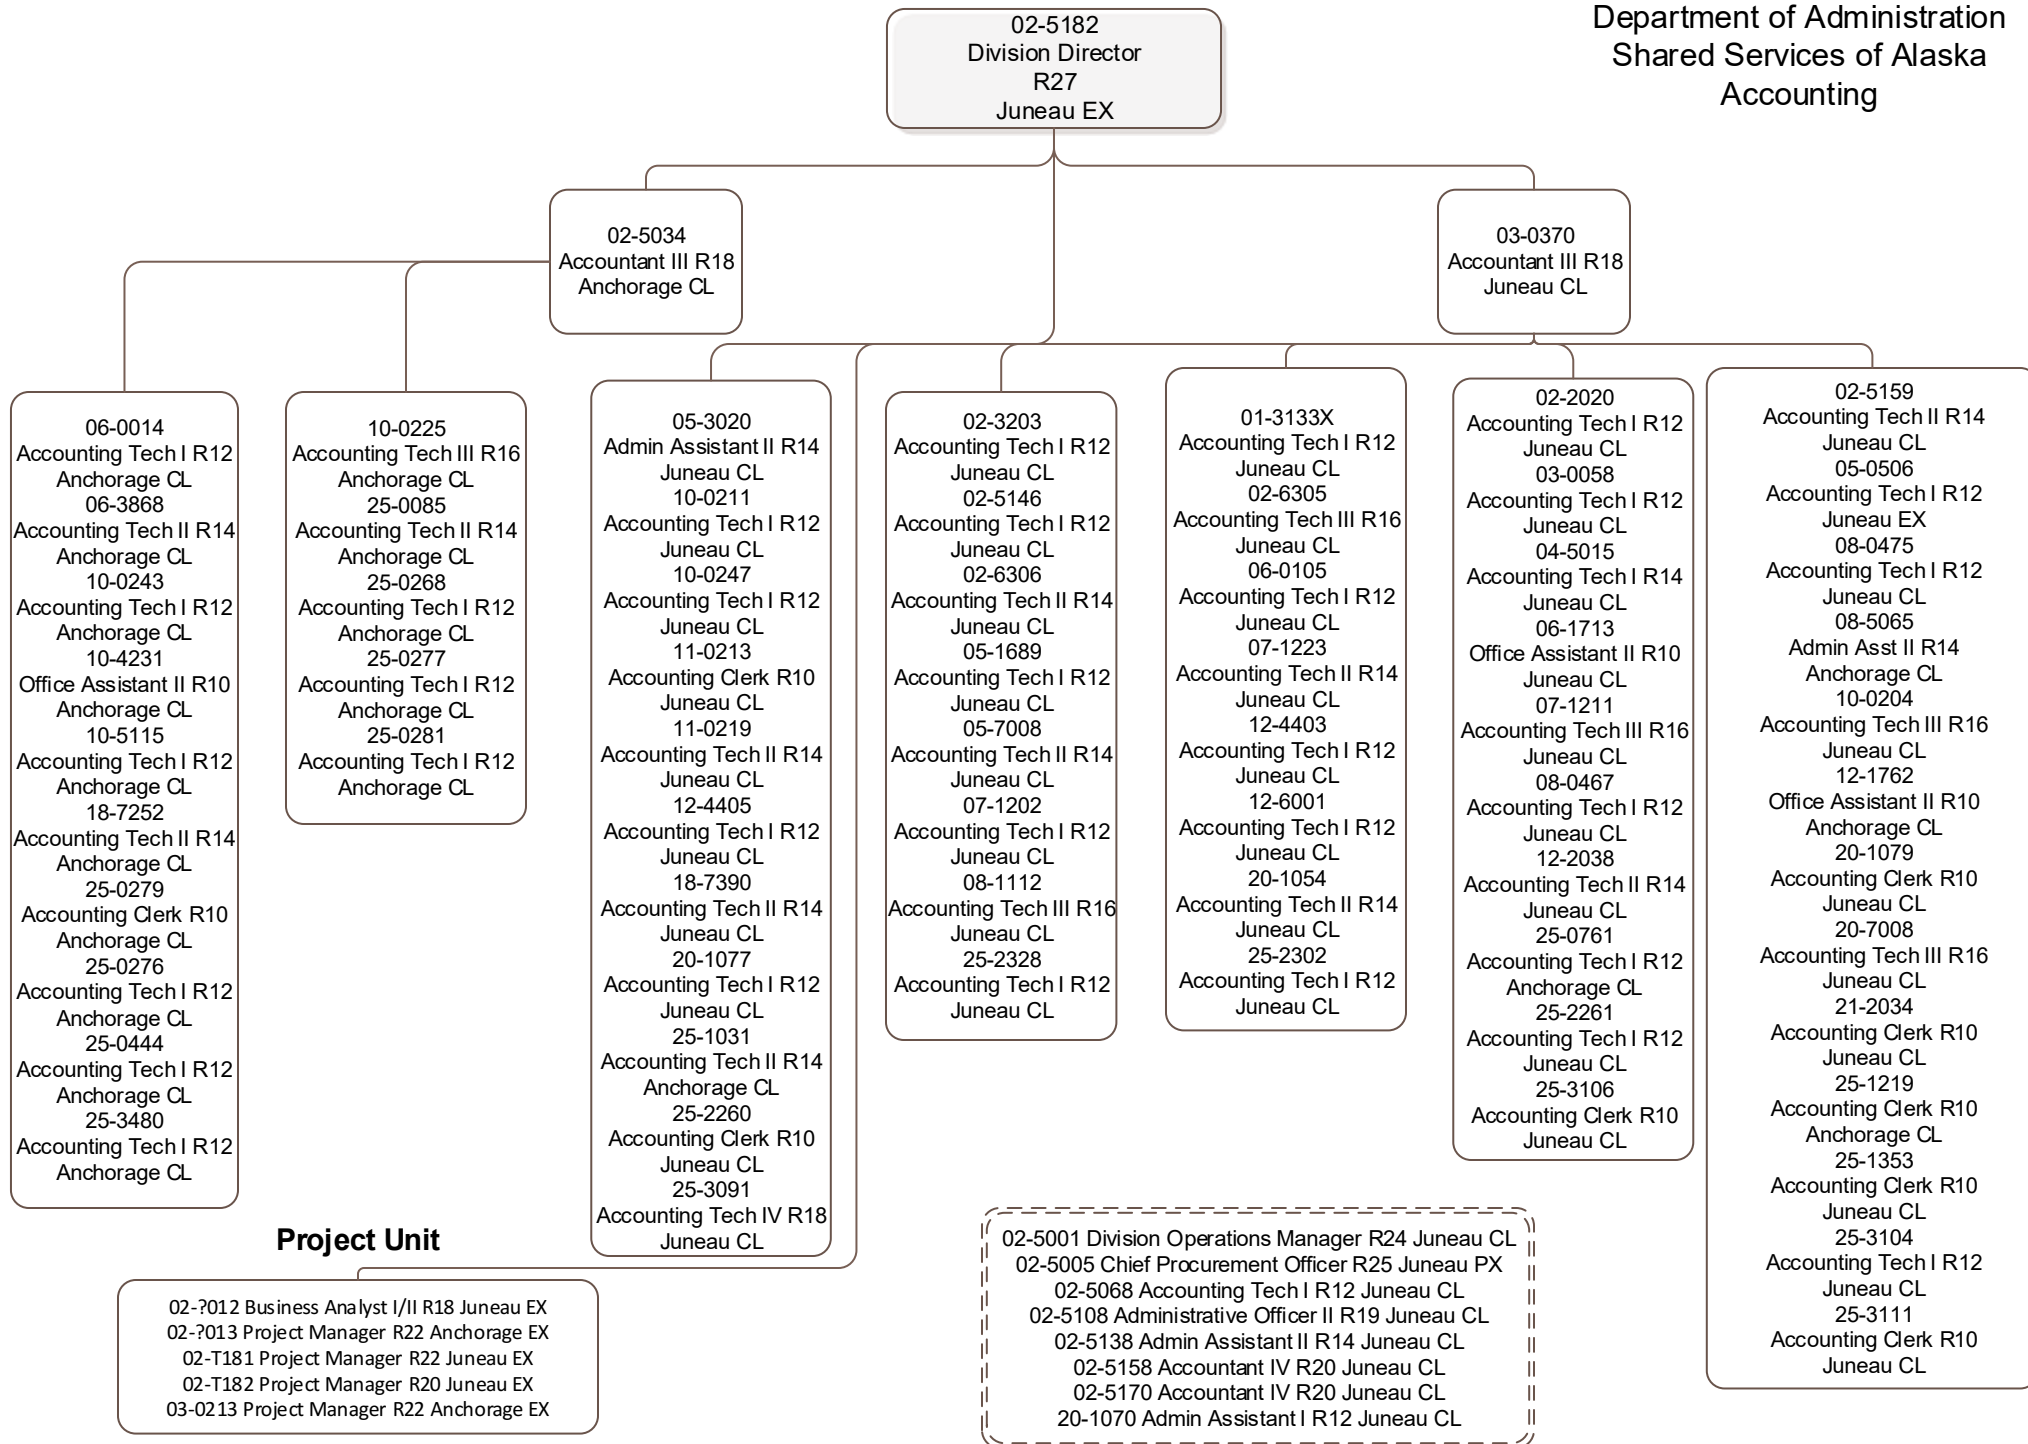 Department of Administration
Shared Services of Alaska
Accounting
02-5182
Division Director
R27
Juneau EX
02-5034
Accountant III R18
Anchorage CL
03-0370
Accountant III R18
Juneau CL
06-0014
Accounting Tech I R12
Anchorage CL
06-3868
Accounting Tech II R14
Anchorage CL
10-0243
Accounting Tech I R12
Anchorage CL
10-4231
Office Assistant II R10
Anchorage CL
10-5115
Accounting Tech I R12
Anchorage CL
18-7252
Accounting Tech II R14
Anchorage CL
25-0279
Accounting Clerk R10
Anchorage CL
25-0276
Accounting Tech I R12
Anchorage CL
25-0444
Accounting Tech I R12
Anchorage CL
25-3480
Accounting Tech I R12
Anchorage CL
10-0225
Accounting Tech III R16
Anchorage CL
25-0085
Accounting Tech II R14
Anchorage CL
25-0268
Accounting Tech I R12
Anchorage CL
25-0277
Accounting Tech I R12
Anchorage CL
25-0281
Accounting Tech I R12
Anchorage CL
05-3020
Admin Assistant II R14
Juneau CL
10-0211
Accounting Tech I R12
Juneau CL
10-0247
Accounting Tech I R12
Juneau CL
11-0213
Accounting Clerk R10
Juneau CL
11-0219
Accounting Tech II R14
Juneau CL
12-4405
Accounting Tech I R12
Juneau CL
18-7390
Accounting Tech II R14
Juneau CL
20-1077
Accounting Tech I R12
Juneau CL
25-1031
Accounting Tech II R14
Anchorage CL
25-2260
Accounting Clerk R10
Juneau CL
25-3091
Accounting Tech IV R18
Juneau CL
02-3203
Accounting Tech I R12
Juneau CL
02-5146
Accounting Tech I R12
Juneau CL
02-6306
Accounting Tech II R14
Juneau CL
05-1689
Accounting Tech I R12
Juneau CL
05-7008
Accounting Tech II R14
Juneau CL
07-1202
Accounting Tech I R12
Juneau CL
08-1112
Accounting Tech III R16
Juneau CL
25-2328
Accounting Tech I R12
Juneau CL
01-3133X
Accounting Tech I R12
Juneau CL
02-6305
Accounting Tech III R16
Juneau CL
06-0105
Accounting Tech I R12
Juneau CL
07-1223
Accounting Tech II R14
Juneau CL
12-4403
Accounting Tech I R12
Juneau CL
12-6001
Accounting Tech I R12
Juneau CL
20-1054
Accounting Tech II R14
Juneau CL
25-2302
Accounting Tech I R12
Juneau CL
02-2020
Accounting Tech I R12
Juneau CL
03-0058
Accounting Tech I R12
Juneau CL
04-5015
Accounting Tech I R14
Juneau CL
06-1713
Office Assistant II R10
Juneau CL
07-1211
Accounting Tech III R16
Juneau CL
08-0467
Accounting Tech I R12
Juneau CL
12-2038
Accounting Tech II R14
Juneau CL
25-0761
Accounting Tech I R12
Anchorage CL
25-2261
Accounting Tech I R12
Juneau CL
25-3106
Accounting Clerk R10
Juneau CL
02-5159
Accounting Tech II R14
Juneau CL
05-0506
Accounting Tech I R12
Juneau EX
08-0475
Accounting Tech I R12
Juneau CL
08-5065
Admin Asst II R14
Anchorage CL
10-0204
Accounting Tech III R16
Juneau CL
12-1762
Office Assistant II R10
Anchorage CL
20-1079
Accounting Clerk R10
Juneau CL
20-7008
Accounting Tech III R16
Juneau CL
21-2034
Accounting Clerk R10
Juneau CL
25-1219
Accounting Clerk R10
Anchorage CL
25-1353
Accounting Clerk R10
Juneau CL
25-3104
Accounting Tech I R12
Juneau CL
25-3111
Accounting Clerk R10
Juneau CL
Project Unit
02-?012 Business Analyst I/II R18 Juneau EX
02-?013 Project Manager R22 Anchorage EX
02-T181 Project Manager R22 Juneau EX
02-T182 Project Manager R20 Juneau EX
03-0213 Project Manager R22 Anchorage EX
02-5001 Division Operations Manager R24 Juneau CL
02-5005 Chief Procurement Officer R25 Juneau PX
02-5068 Accounting Tech I R12 Juneau CL
02-5108 Administrative Officer II R19 Juneau CL
02-5138 Admin Assistant II R14 Juneau CL
02-5158 Accountant IV R20 Juneau CL
02-5170 Accountant IV R20 Juneau CL
20-1070 Admin Assistant I R12 Juneau CL